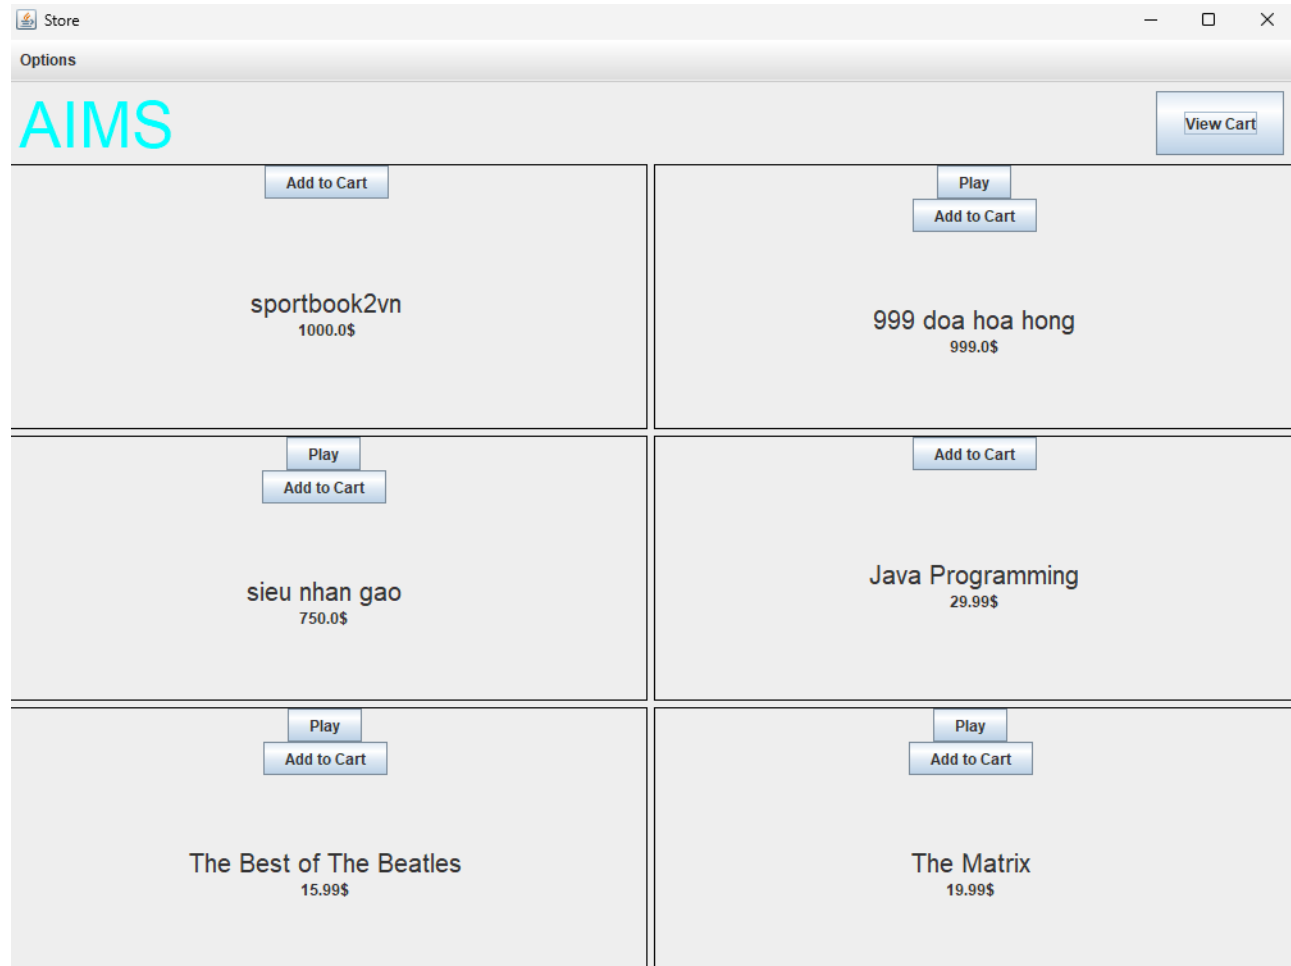 Store
Options
AIMS
View Cart
Add to Cart
sportbook2vn
1000.0$
Play
Add to Cart
999 doa hoa hong
999.0$
Play
Add to Cart
sieu nhan gao
750.0$
Add to Cart
Java Programming
29.99$
Play
Add to Cart
The Best of The Beatles
15.99$
Play
Add to Cart
The Matrix
19.99$